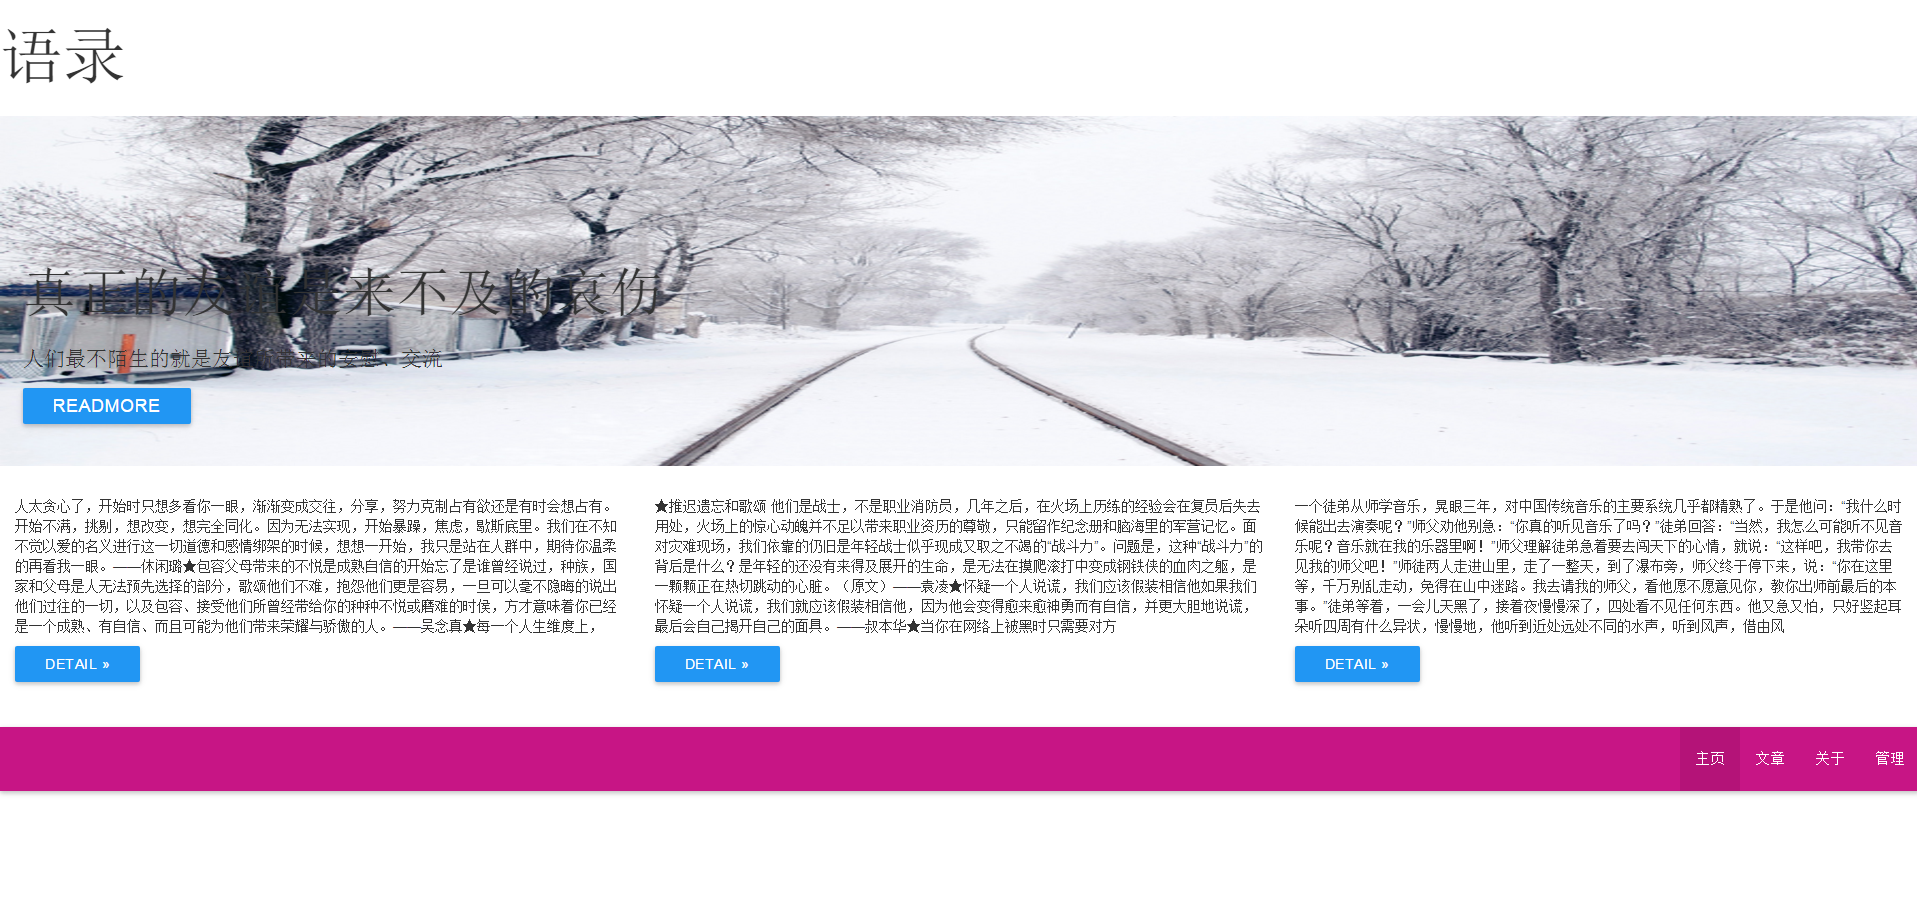 语录
真正的友情是来不及的哀伤
人们最不陌生的就是友
交流
READMORE
人太贪心了，开始时只想多看你一眼，渐渐变成交往，分享，努力克制占有欲还是有时会想占有。
开始不满，挑剔，想改变，想完全同化。因为无法实现，开始暴躁，焦虑，歇斯底里。我们在不知
不觉以爱的名义进行这一切道德和感情绑架的时候，想想一开始，我只是站在人群中，期待你温柔
的再看我一眼。——休闲璐★包容父母带来的不悦是成熟自信的开始忘了是谁曾经说过，种族，国
家和父母是人无法预先选择的部分，歌颂他们不难，抱怨他们更是容易，一旦可以毫不隐晦的说出
他们过往的一切，以及包容、接受他们所曾经带给你的种种不悦或磨难的时侯，方才意味着你已经
是一个成熟、有自信、而且可能为他们带来荣耀与骄傲的人。——吴念真★每一个人生维度上，
DETAIL »
★推迟遗忘和歌颂 他们是战士，不是职业消防员，几年之后，在火场上历练的经验会在复员后失去
用处，火场上的惊心动魄并不足以带来职业资历的尊敬，只能留作纪念册和脑海里的军营记忆。面
对灾难现场，我们依靠的仍旧是年轻战士似乎现成又取之不竭的“战斗力”。问题是，这种“战斗力”的
背后是什么？是年轻的还没有来得及展开的生命，是无法在摸爬滚打中变成钢铁侠的血肉之躯，是
一颗颗正在热切跳动的心脏。（原文）——袁凌★怀疑一个人说谎，我们应该假装相信他如果我们
怀疑一个人说谎，我们就应该假装相信他，因为他会变得愈来愈神勇而有自信，并更大胆地说谎，
最后会自己揭开自己的面具。——叔本华★当你在网络上被黑时只需要对方
DETAIL »
一个徒弟从师学音乐，晃眼三年，对中国传统音乐的主要系统几乎都精熟了。于是他问：“我什么时
候能出去演奏呢？”师父劝他别急：“你真的听见音乐了吗？”徒弟回答：“当然，我怎么可能听不见音
乐呢？音乐就在我的乐器里啊！”师父理解徒弟急着要去闯天下的心情，就说：“这样吧，我带你去
见我的师父吧！”师徒两人走进山里，走了一整天，到了瀑布旁，师父终于停下来，说：“你在这里
等，千万别乱走动，免得在山中迷路。我去请我的师父，看他愿不愿意见你，教你出师前最后的本
事。”徒弟等着，一会儿天黑了，接着夜慢慢深了，四处看不见任何东西。他又急又怕，只好竖起耳
朵听四周有什么异状，慢慢地，他听到近处远处不同的水声，听到风声，借由风
DETAIL »
主页
文章
关于
管理